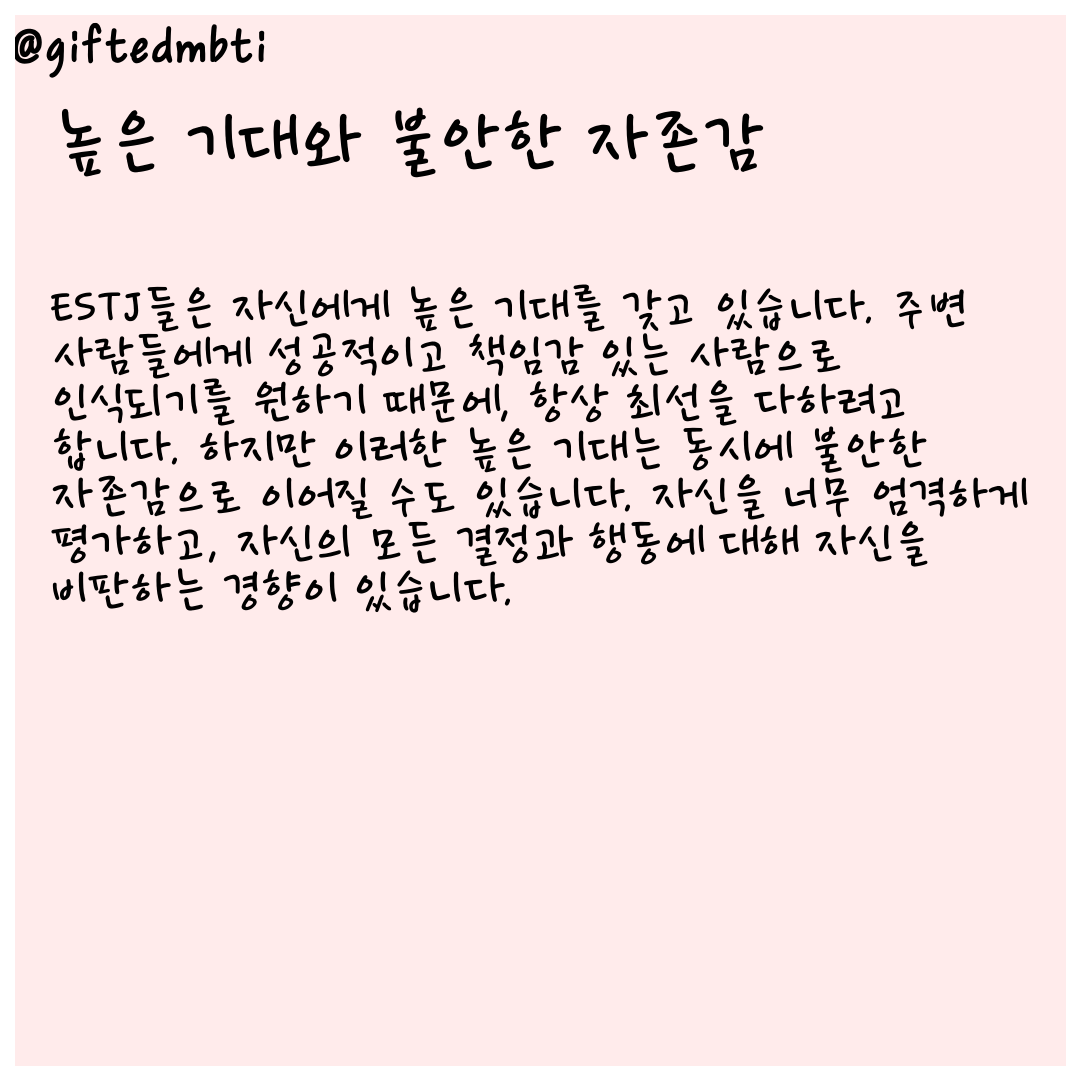 @giftedmbti
높은 기대와 불안한 자존감
ESTJ들은 자신에게 높은 기대를 갖고 있습니다. 주변
사람들에게 성공적이고 책임감 있는 사람으로
인식되기를 원하기 때문에, 항상 최선을 다하려고
합니다. 하지만 이러한 높은 기대는 동시에 불안한
자존감으로 이어질 수도 있습니다. 자신을 너무 엄격하게
평가하고, 자신의 모든 결정과 행동에 대해 자신을
비판하는 경향이 있습니다.